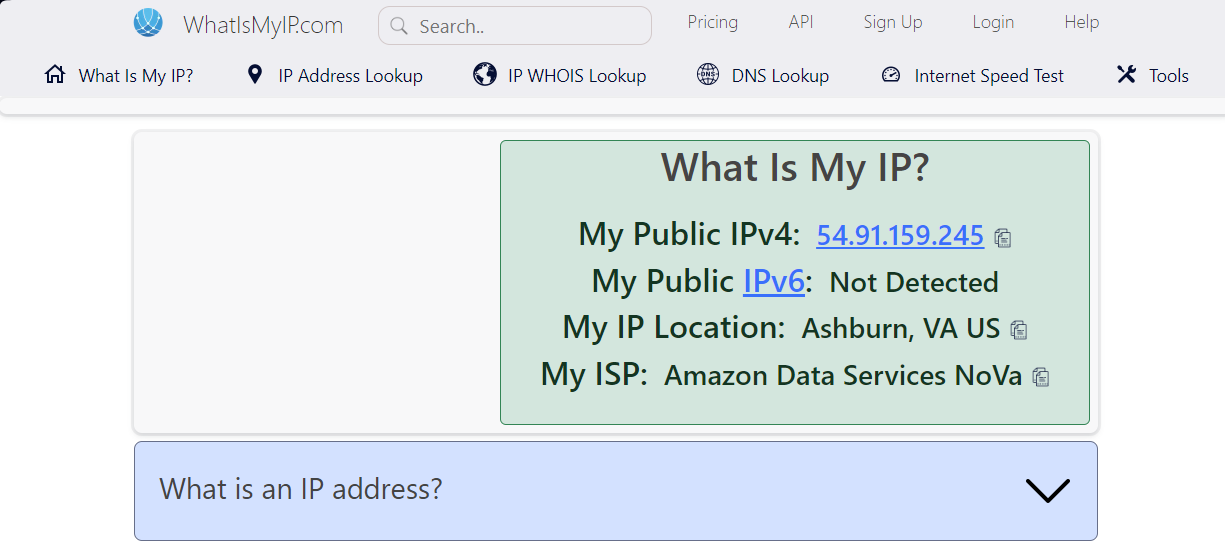 WhatIsMyIP.com Search.. Pricing API Sign Up Login Help
What Is My IP? IP Address Lookup IP WHOIS Lookup DNS DNS Lookup Internet Speed Test Tools
What Is My IP?
My Public IPv4: 54.91.159.245
My Public IPv6: Not Detected
My IP Location: Ashburn, VA US
My ISP: Amazon Data Services NoVa
What is an IP address?